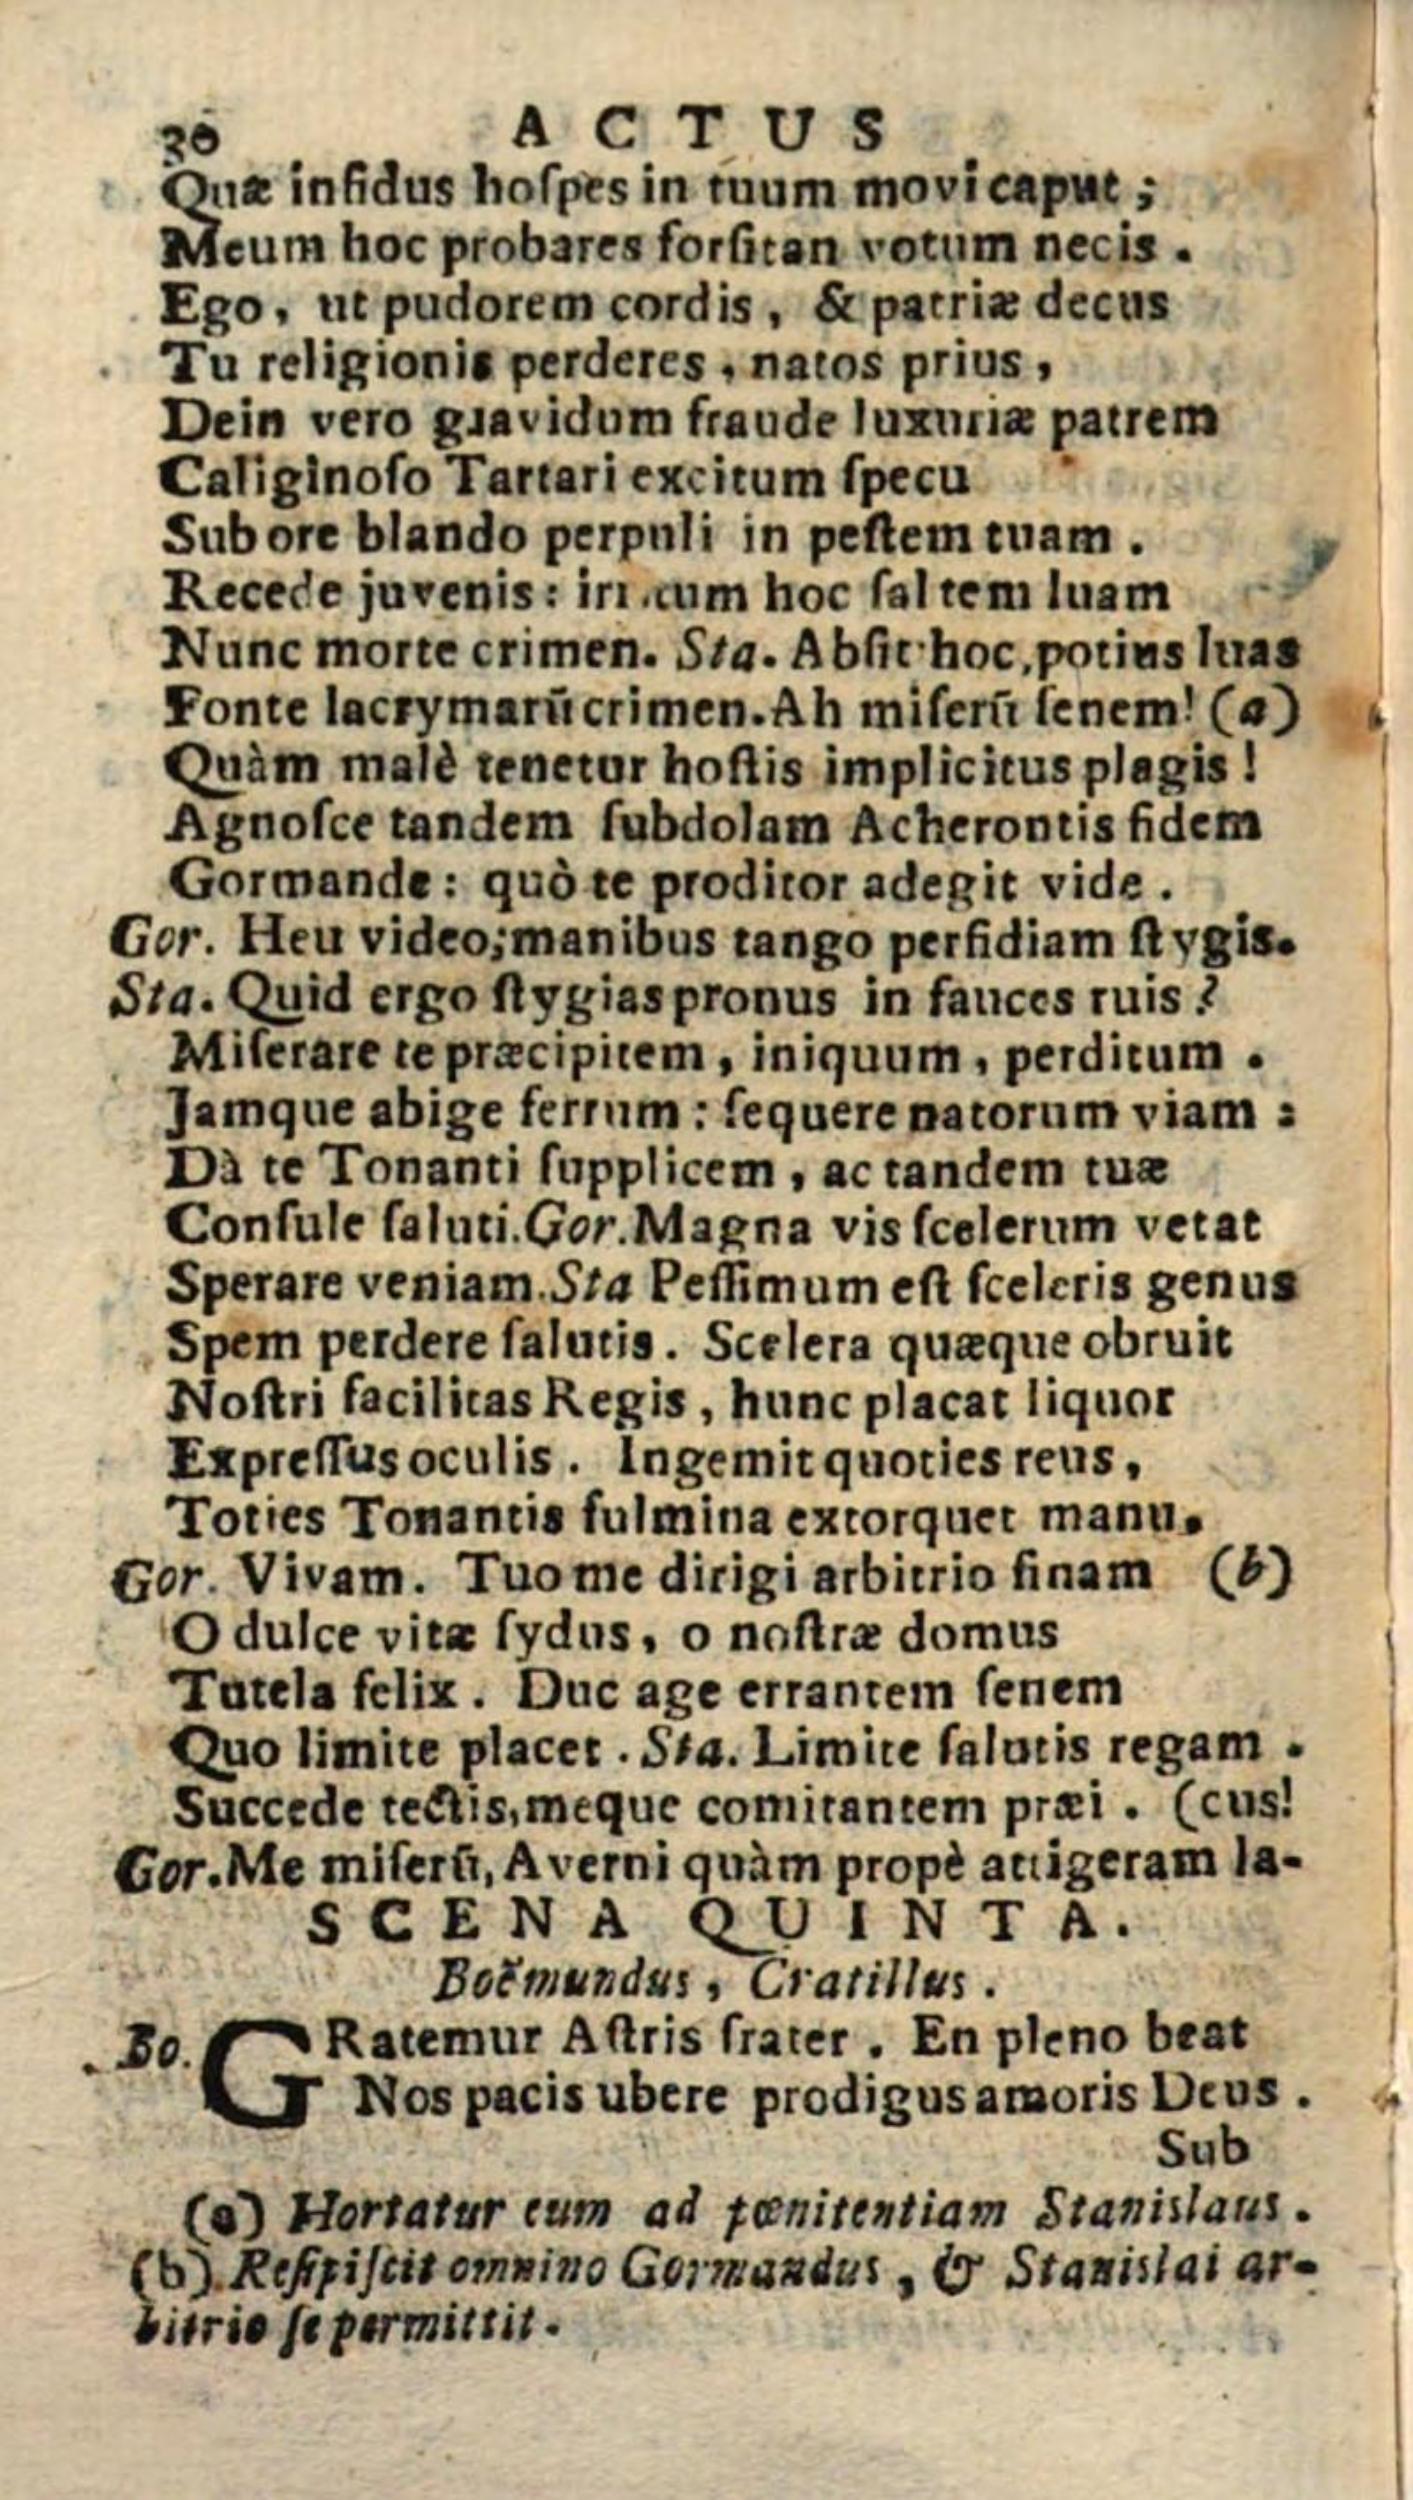 30 ACTUS
Quæ infidus hoſpes in tuum movi caput ;
Meum hoc probares forſitan votum necis .
Ego, ut pudorem cordis, & patriæ decus
Tu religionis perderes, natos prius,
Dein vero gravidum fraude luxuriæ patrem
Caliginoſo Tartari excitum ſpecu
Sub ore blando perpuli in peſtem tuam .
Recede juvenis: cum hoc ſaltem luam
Nunc morte crimen. Sta. Abſit hoc, potius luas
Fonte lacrymarū crimen. Ah miſerū ſenem! (a)
Quàm malè tenetur hoſtis implicitus plagis !
Agnoſce tandem ſubdolam Acherontis fidem
Gormande: quò te proditor adegit vide .
Gor. Heu video; manibus tango perfidiam ſtygis.
Sta. Quid ergo ſtygias pronus in fauces ruis ?
Miſerare te præcipitem, iniquum, perditum .
Jamque abige ferrum: ſequere natorum viam :
Dà te Tonanti ſupplicem, ac tandem tuæ
Conſule ſaluti. Gor. Magna vis ſcelerum vetat
Sperare veniam. Sta Peſſimum eſt ſceleris genus
Spem perdere ſalutis. Scelera quæque obruit
Noſtri facilitas Regis, hunc placat liquor
Expreſſus oculis. Ingemit quoties reus,
Toties Tonantis fulmina extorquet manu.
Gor. Vivam. Tuo me dirigi arbitrio ſinam (b)
O dulce vitæ ſydus, o noſtræ domus
Tutela felix. Duc age errantem ſenem
Quo limite placet. Sta. Limite ſalutis regam .
Succede tectis, meque comitantem præi. (cus!
Gor. Me miſerū, Averni quàm propè attigeram la-
SCENA QUINTA.
Boëmundus, Cratillus.
Bo. GRatemur Aſtris frater. En pleno beat
Nos pacis ubere prodigus amoris Deus.
Sub
(a) Hortatur eum ad pœnitentiam Stanislaus.
(b) Reſipiſcit omnino Gormandus, & Stanislai ar-
bitrio ſe permittit.